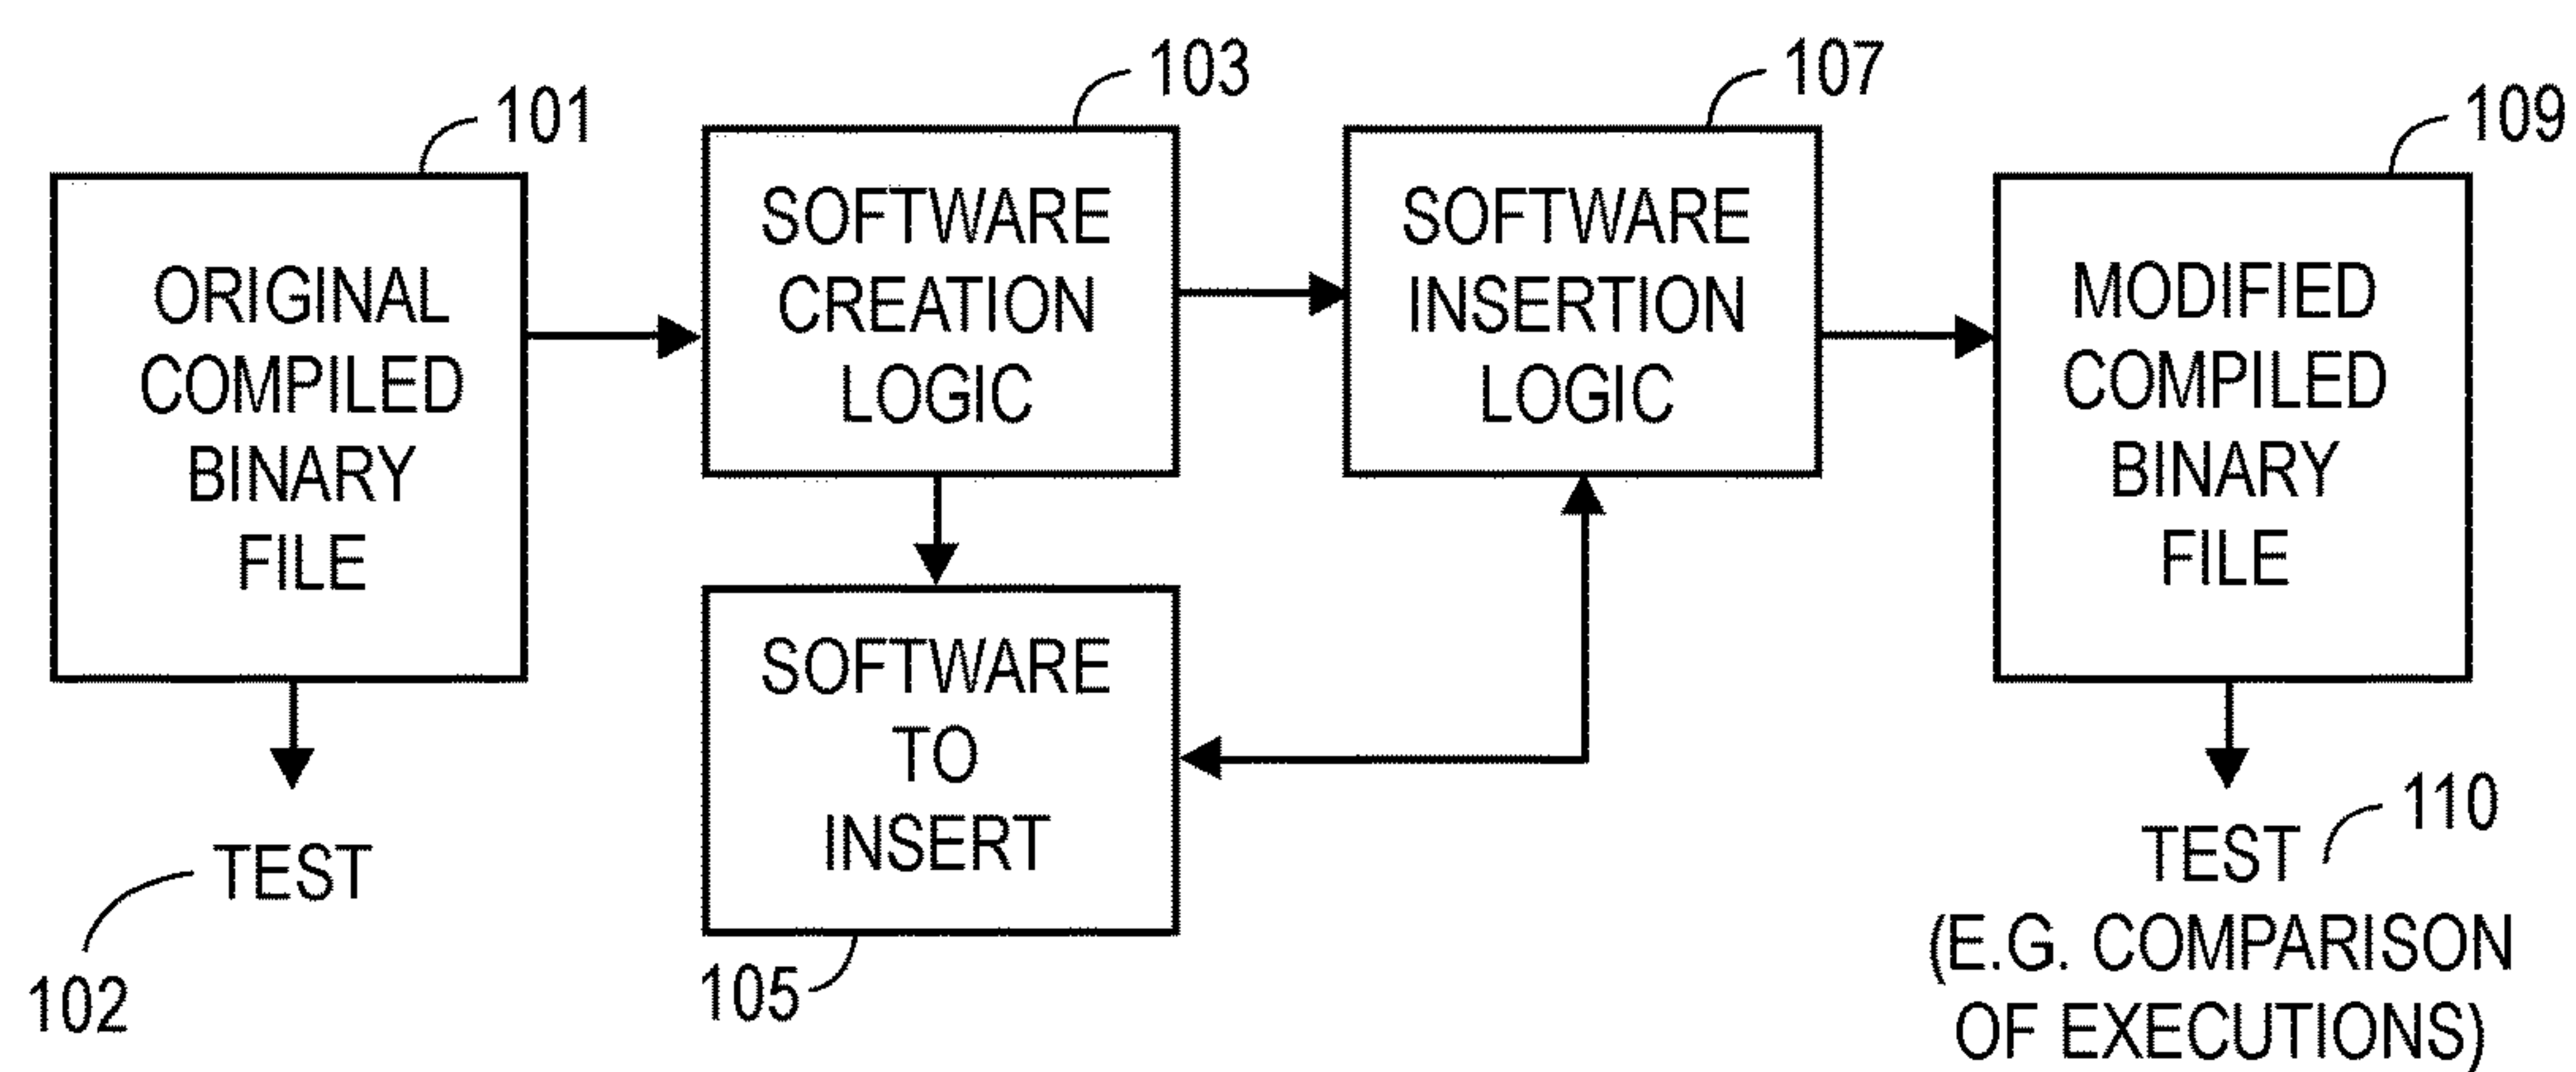 101
ORIGINAL
COMPILED
BINARY
FILE
TEST
102
103
SOFTWARE
CREATION
LOGIC
SOFTWARE
TO
INSERT
105
107
SOFTWARE
INSERTION
LOGIC
109
MODIFIED
COMPILED
BINARY
FILE
110
TEST
(E.G. COMPARISON
OF EXECUTIONS)